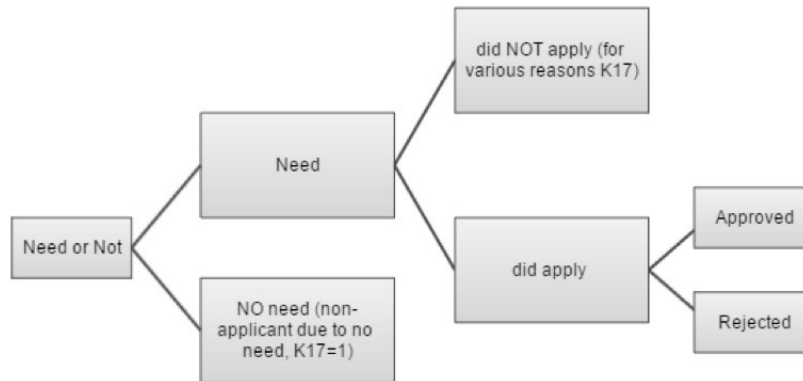 did NOT apply (for
various reasons K17)
Need
Approved
Need or Not
did apply
NO need (non-
applicant due to no
need, K17=1)
Rejected